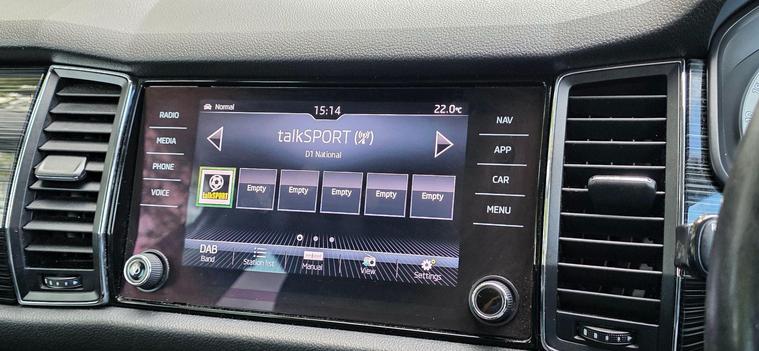 RADIO
MEDIA
PHONE
VOICE
Normal
15:14
22.0°C
talkSPORT
D1 National
talkSPORT
Empty
Empty
Empty
Empty
Empty
DAB
Band
Station list
Manual
View
Settings
NAV
APP
CAR
MENU